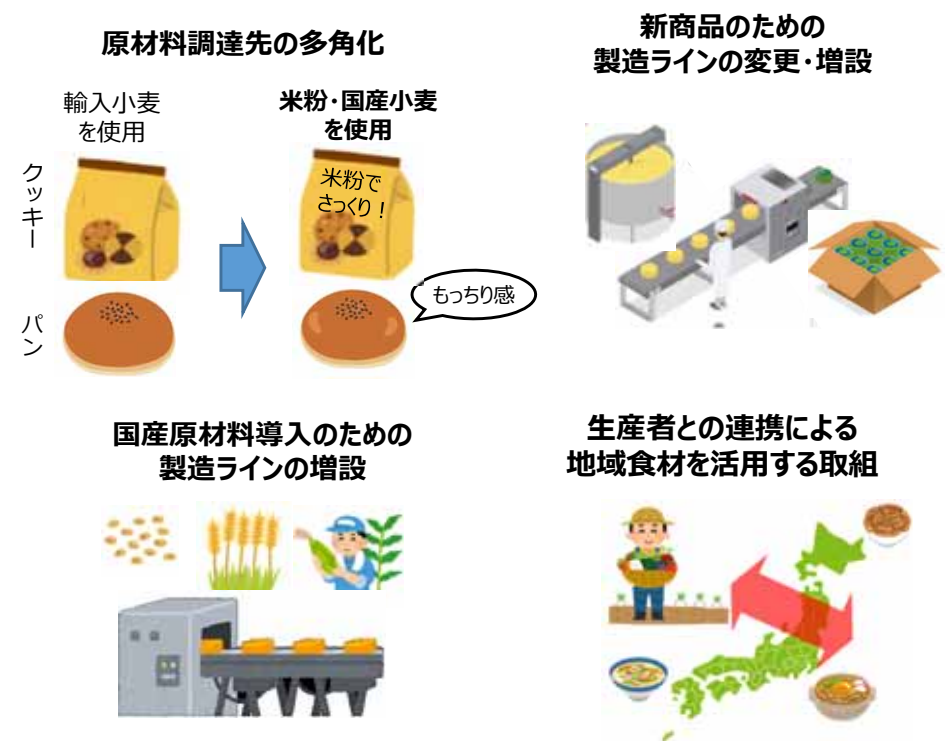 原材料調達先の多角化
輸入小麦
を使用
米粉・国産小麦
を使用
クッキー
米粉で
さっくり！
パン
もっちり感
新商品のための
製造ラインの変更・増設
国産原材料導入のための
製造ラインの増設
生産者との連携による
地域食材を活用する取組